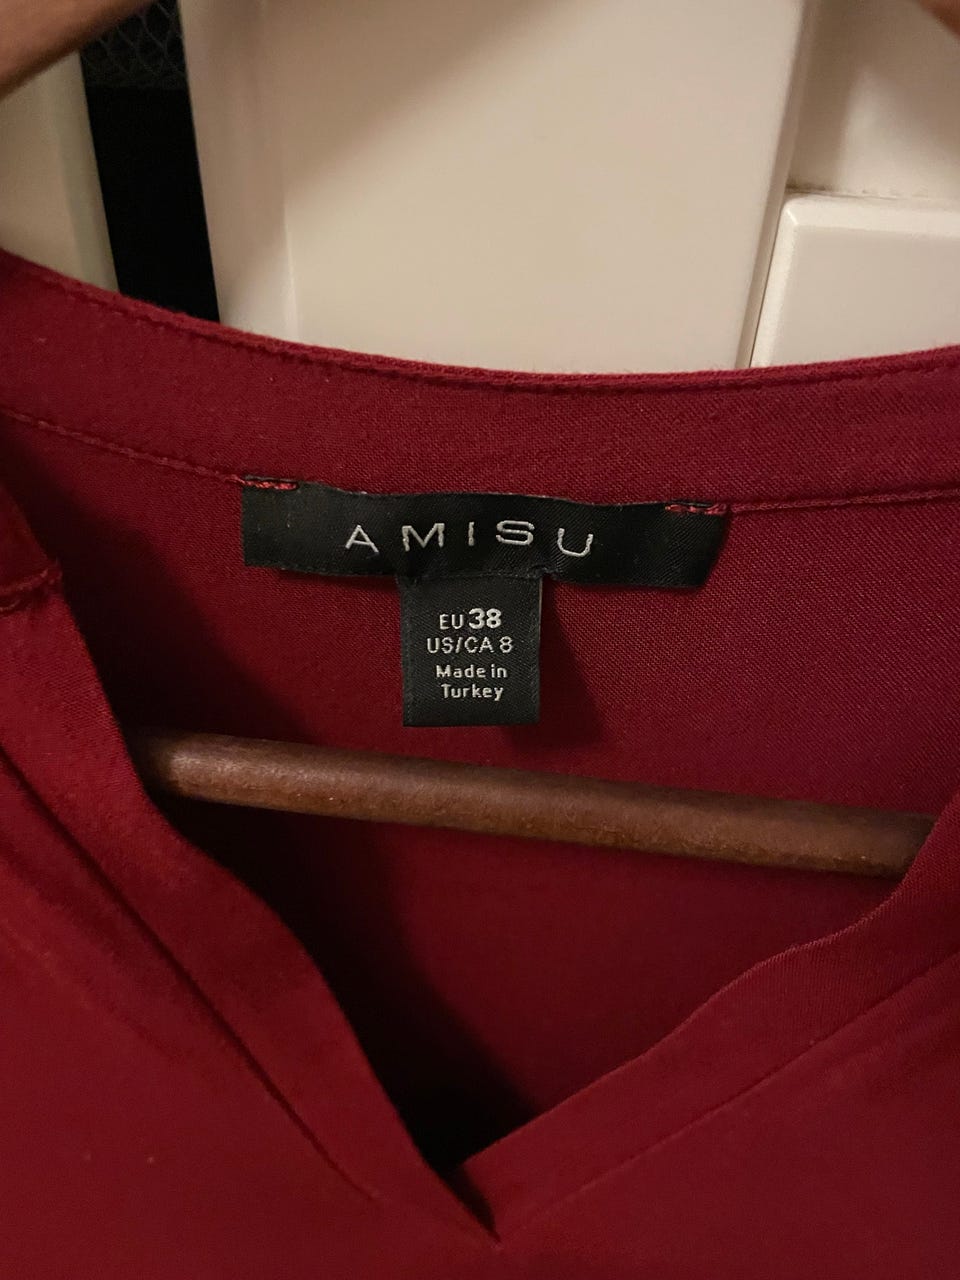 AMISU
EU 38
US/CA 8
Made in
Turkey